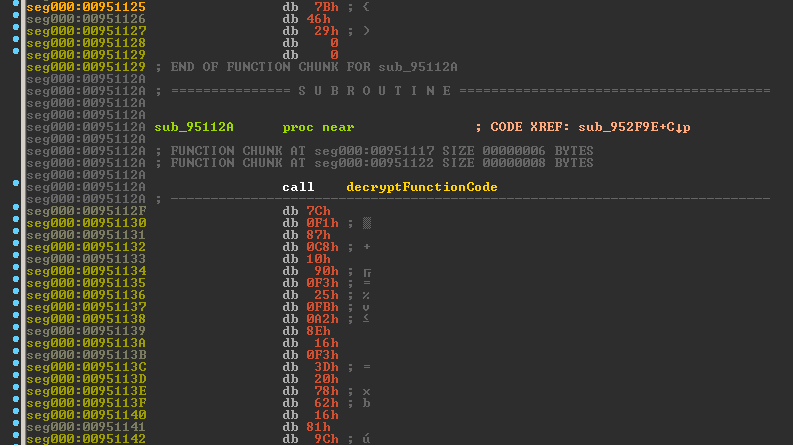 seg000:00951125 db 7Bh ; {
seg000:00951126 db 46h
seg000:00951127 db 29h ; )
seg000:00951128 db 0
seg000:00951129 db 0
seg000:00951129 ; END OF FUNCTION CHUNK FOR sub_95112A
seg000:0095112A
seg000:0095112A ; =============== S U B R O U T I N E =======================================
seg000:0095112A
seg000:0095112A
seg000:0095112A sub_95112A proc near ; CODE XREF: sub_952F9E+C↓p
seg000:0095112A
seg000:0095112A ; FUNCTION CHUNK AT seg000:00951117 SIZE 00000006 BYTES
seg000:0095112A ; FUNCTION CHUNK AT seg000:00951122 SIZE 00000008 BYTES
seg000:0095112A
seg000:0095112A call decryptFunctionCode
seg000:0095112A ; ---------------------------------------------------------------------------
seg000:0095112F db 7Ch
seg000:00951130 db 0F1h ; ▒
seg000:00951131 db 87h
seg000:00951132 db 0C8h ; +
seg000:00951133 db 10h
seg000:00951134 db 90h ; ╔
seg000:00951135 db 0F3h ; =
seg000:00951136 db 25h ; %
seg000:00951137 db 0FBh ; v
seg000:00951138 db 0A2h ; ≤
seg000:00951139 db 8Eh
seg000:0095113A db 16h
seg000:0095113B db 0F3h
seg000:0095113C db 3Dh ; =
seg000:0095113D db 20h
seg000:0095113E db 78h ; x
seg000:0095113F db 62h ; b
seg000:00951140 db 16h
seg000:00951141 db 81h
seg000:00951142 db 9Ch ; ú